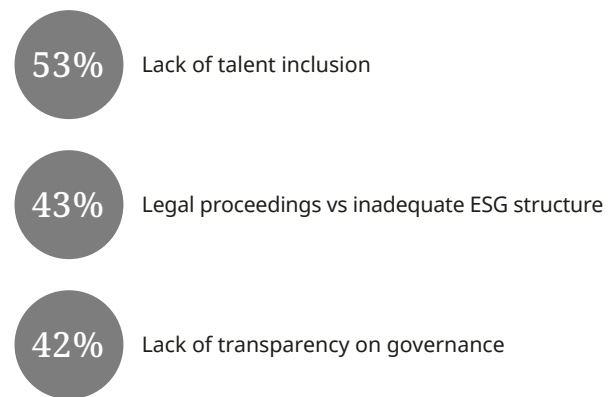 53% Lack of talent inclusion
43% Legal proceedings vs inadequate ESG structure
42% Lack of transparency on governance